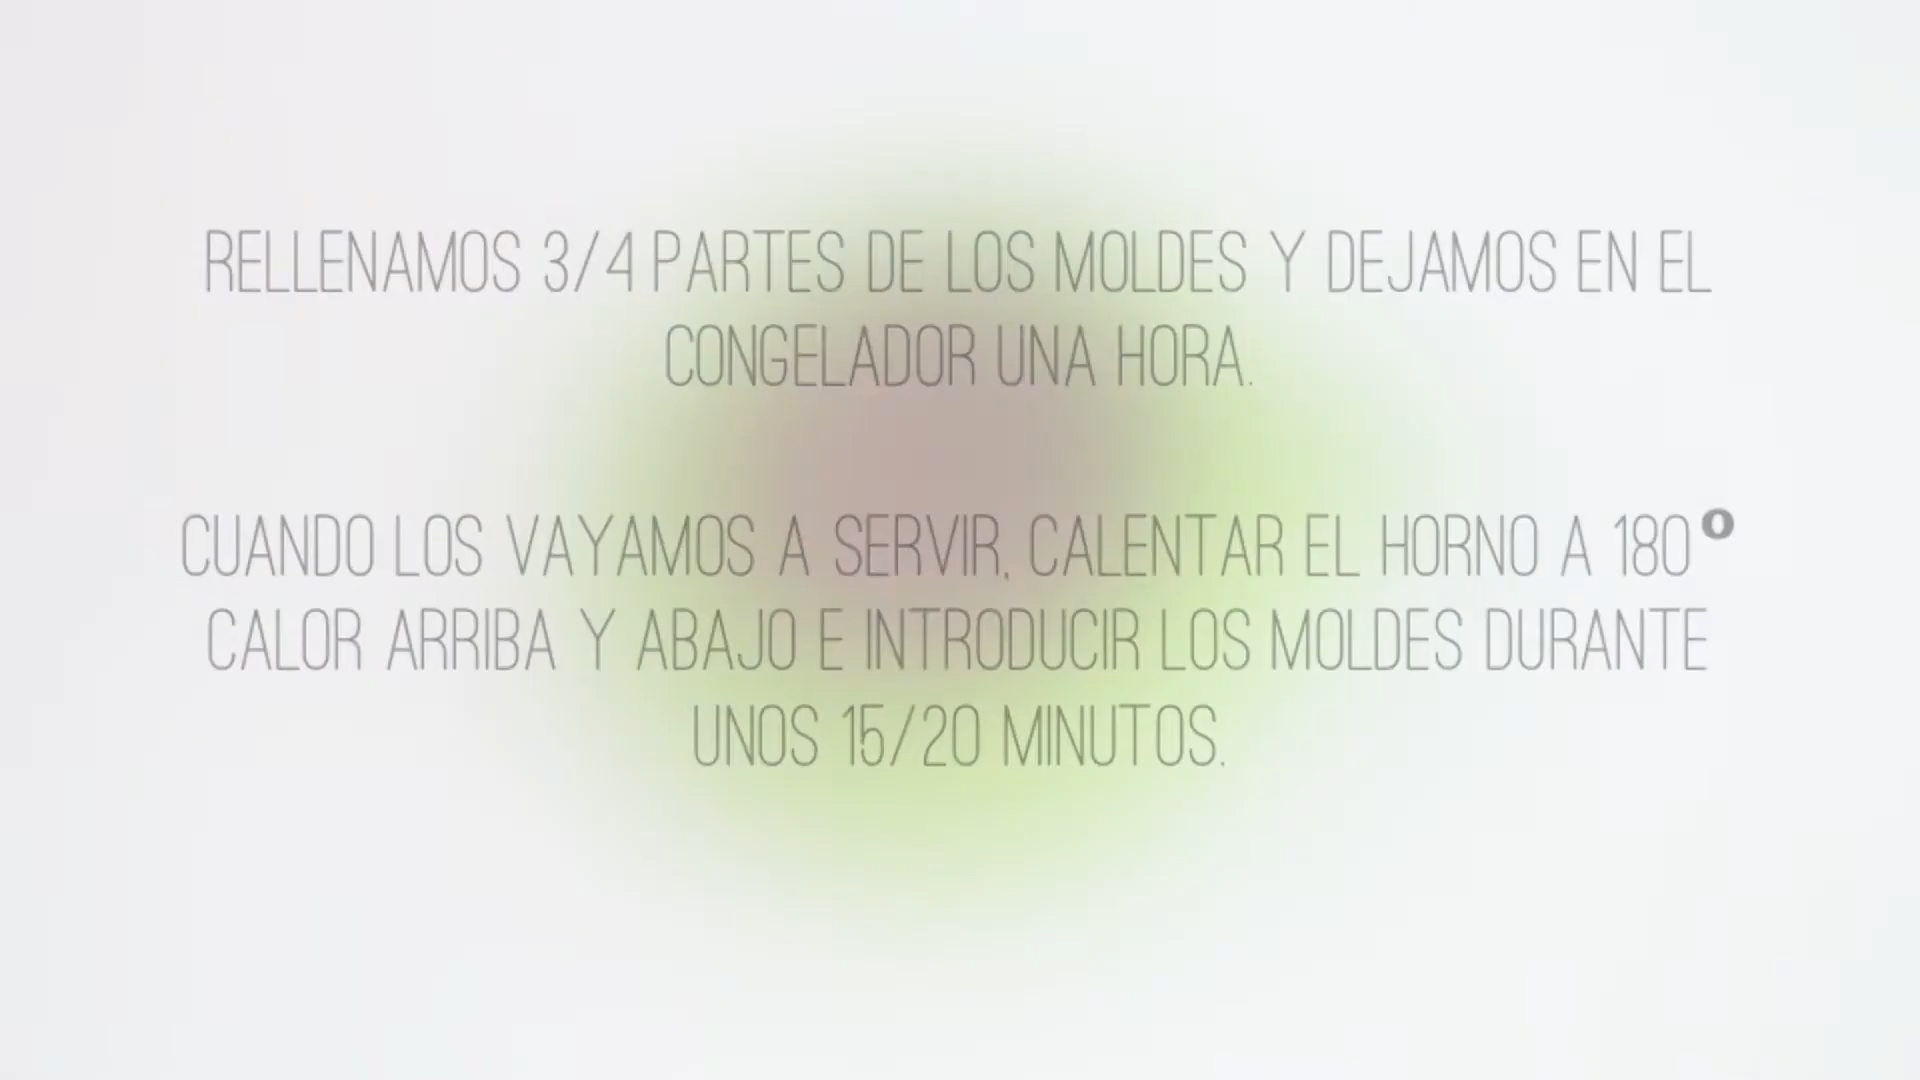 RELLENAMOS 3/4 PARTES DE LOS MOLDES Y DEJAMOS EN EL
CONGELADOR UNA HORA.
CUANDO LOS VAYAMOS A SERVIR, CALENTAR EL HORNO A 180º
CALOR ARRIBA Y ABAJO E INTRODUCIR LOS MOLDES DURANTE
UNOS 15/20 MINUTOS.